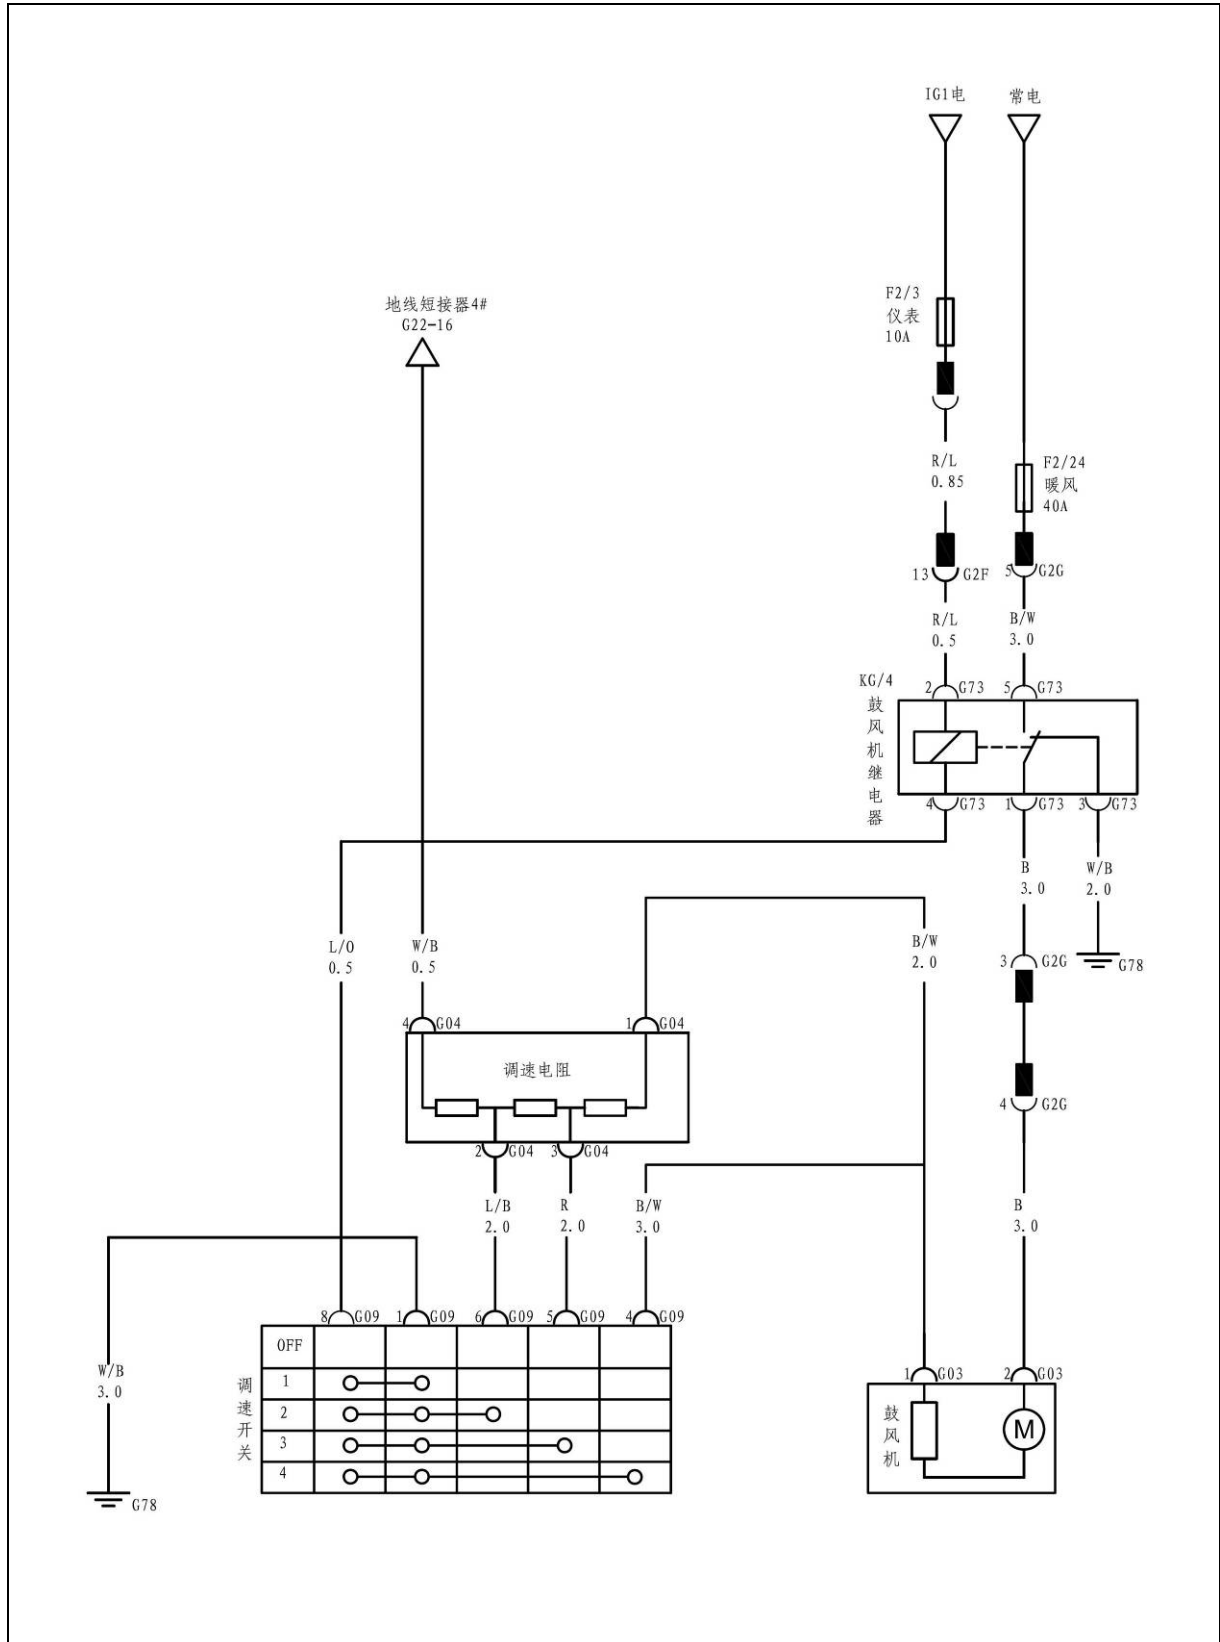 IG1电
常电
F2/3
仪表
10A
地线短接器4#
G22-16
R/L
0.85
F2/24
暖风
40A
13
G2F
5
G2G
R/L
0.5
B/W
3.0
KG/4
鼓风机继电器
2
G73
5
G73
4
G73
1
G73
3
G73
B
3.0
W/B
2.0
L/O
0.5
W/B
0.5
B/W
2.0
3
G2G
G78
4
G04
1
G04
调速电阻
4
G2G
2
G04
3
G04
L/B
2.0
R
2.0
B/W
3.0
B
3.0
8
G09
1
G09
6
G09
5
G09
4
G09
OFF
1
2
3
4
调速开关
W/B
3.0
G78
1
G03
2
G03
鼓风机
M